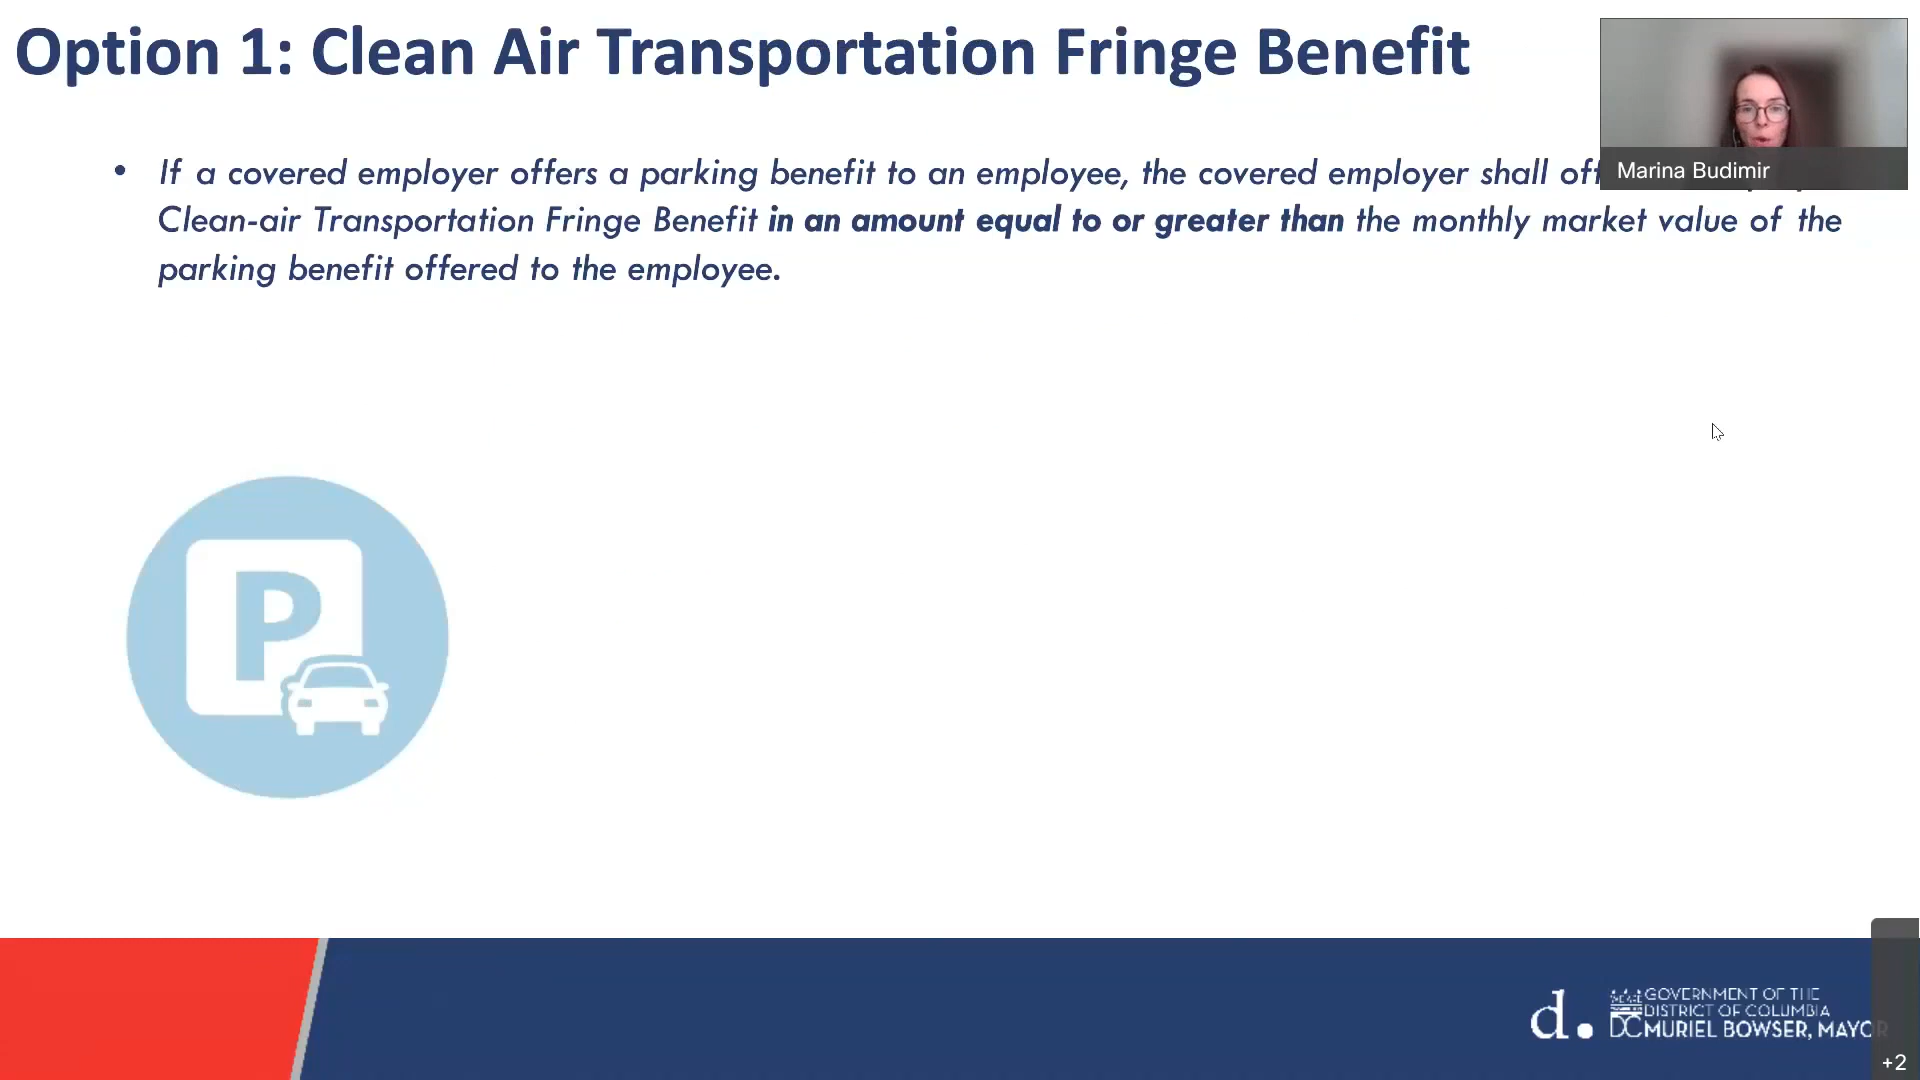 Option 1: Clean Air Transportation Fringe Benefit
Marina Budimir
• If a covered employer offers a parking benefit to an employee, the covered employer shall
Clean-air Transportation Fringe Benefit in an amount equal to or greater than the monthly market value of the
parking benefit offered to the employee.
P
d.
GOVERNMENT OF THE
DISTRICT OF COLUMBIA
DC MURIEL BOWSER, MAYOR
+2